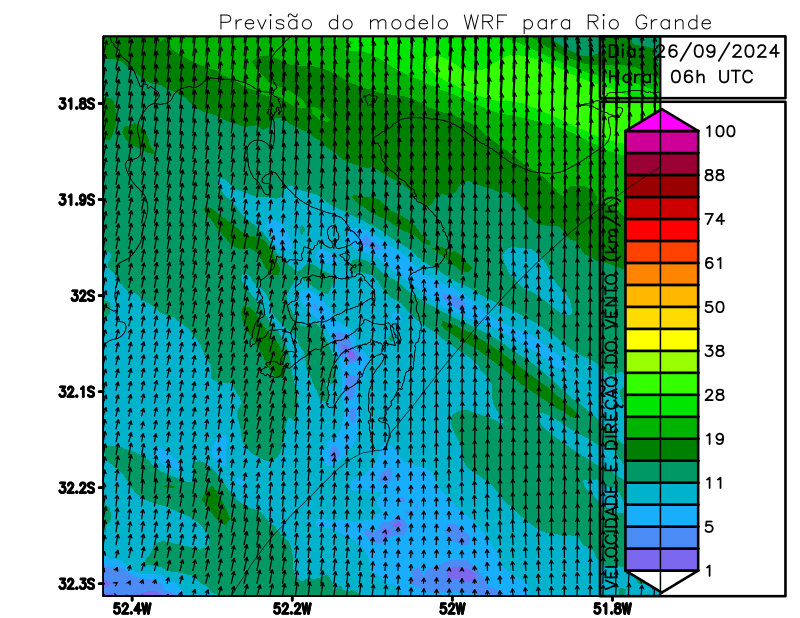 Previsão do modelo WRF para Rio Grande
Dia: 26/09/2024
Hora: 06h UTC
31.8S
31.9S
32S
32.1S
32.2S
32.3S
52.4W
52.2W
52W
51.8W
VELOCIDADE E DIREÇÃO DO VENTO (km/h)
100
88
74
61
50
38
28
19
11
5
1